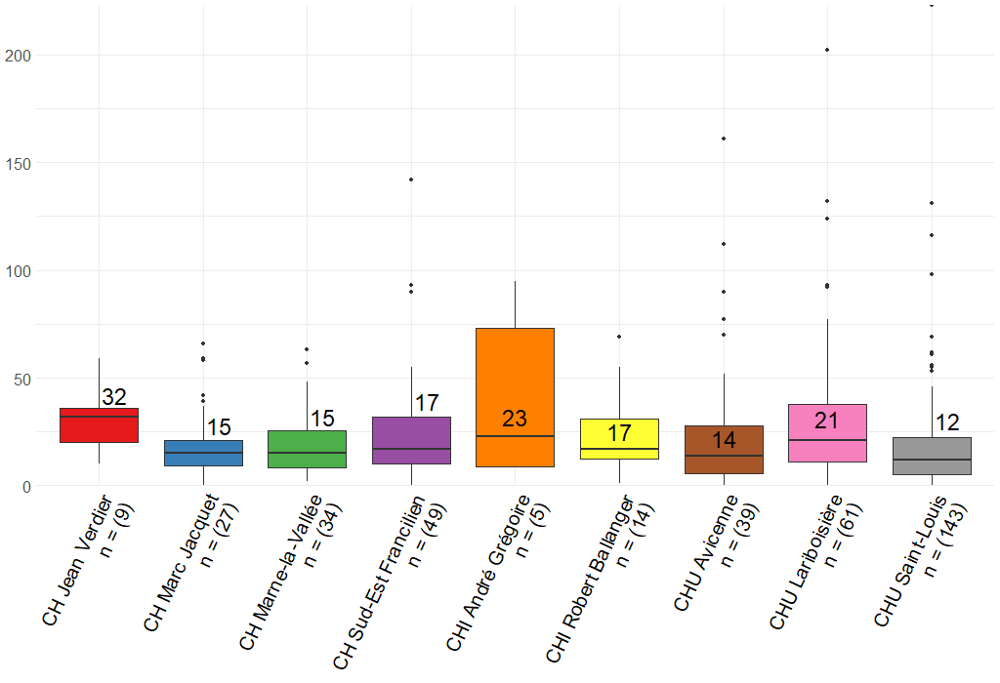 200
150
100
50
0
32
15
15
17
23
17
14
21
12
CH Jean Verdier
n = (9)
CH Marc Jacquet
n = (27)
CH Marne-la-Vallée
n = (34)
CH Sud-Est Francilien
n = (49)
CHI André Grégoire
n = (5)
CHI Robert Ballanger
n = (14)
CHU Avicenne
n = (39)
CHU Lariboisière
n = (61)
CHU Saint-Louis
n = (143)